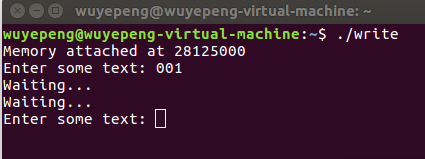 wuyepeng@wuyepeng-virtual-machine: ~
wuyepeng@wuyepeng-virtual-machine:~$ ./write
Memory attached at 28125000
Enter some text: 001
Waiting...
Waiting...
Enter some text: